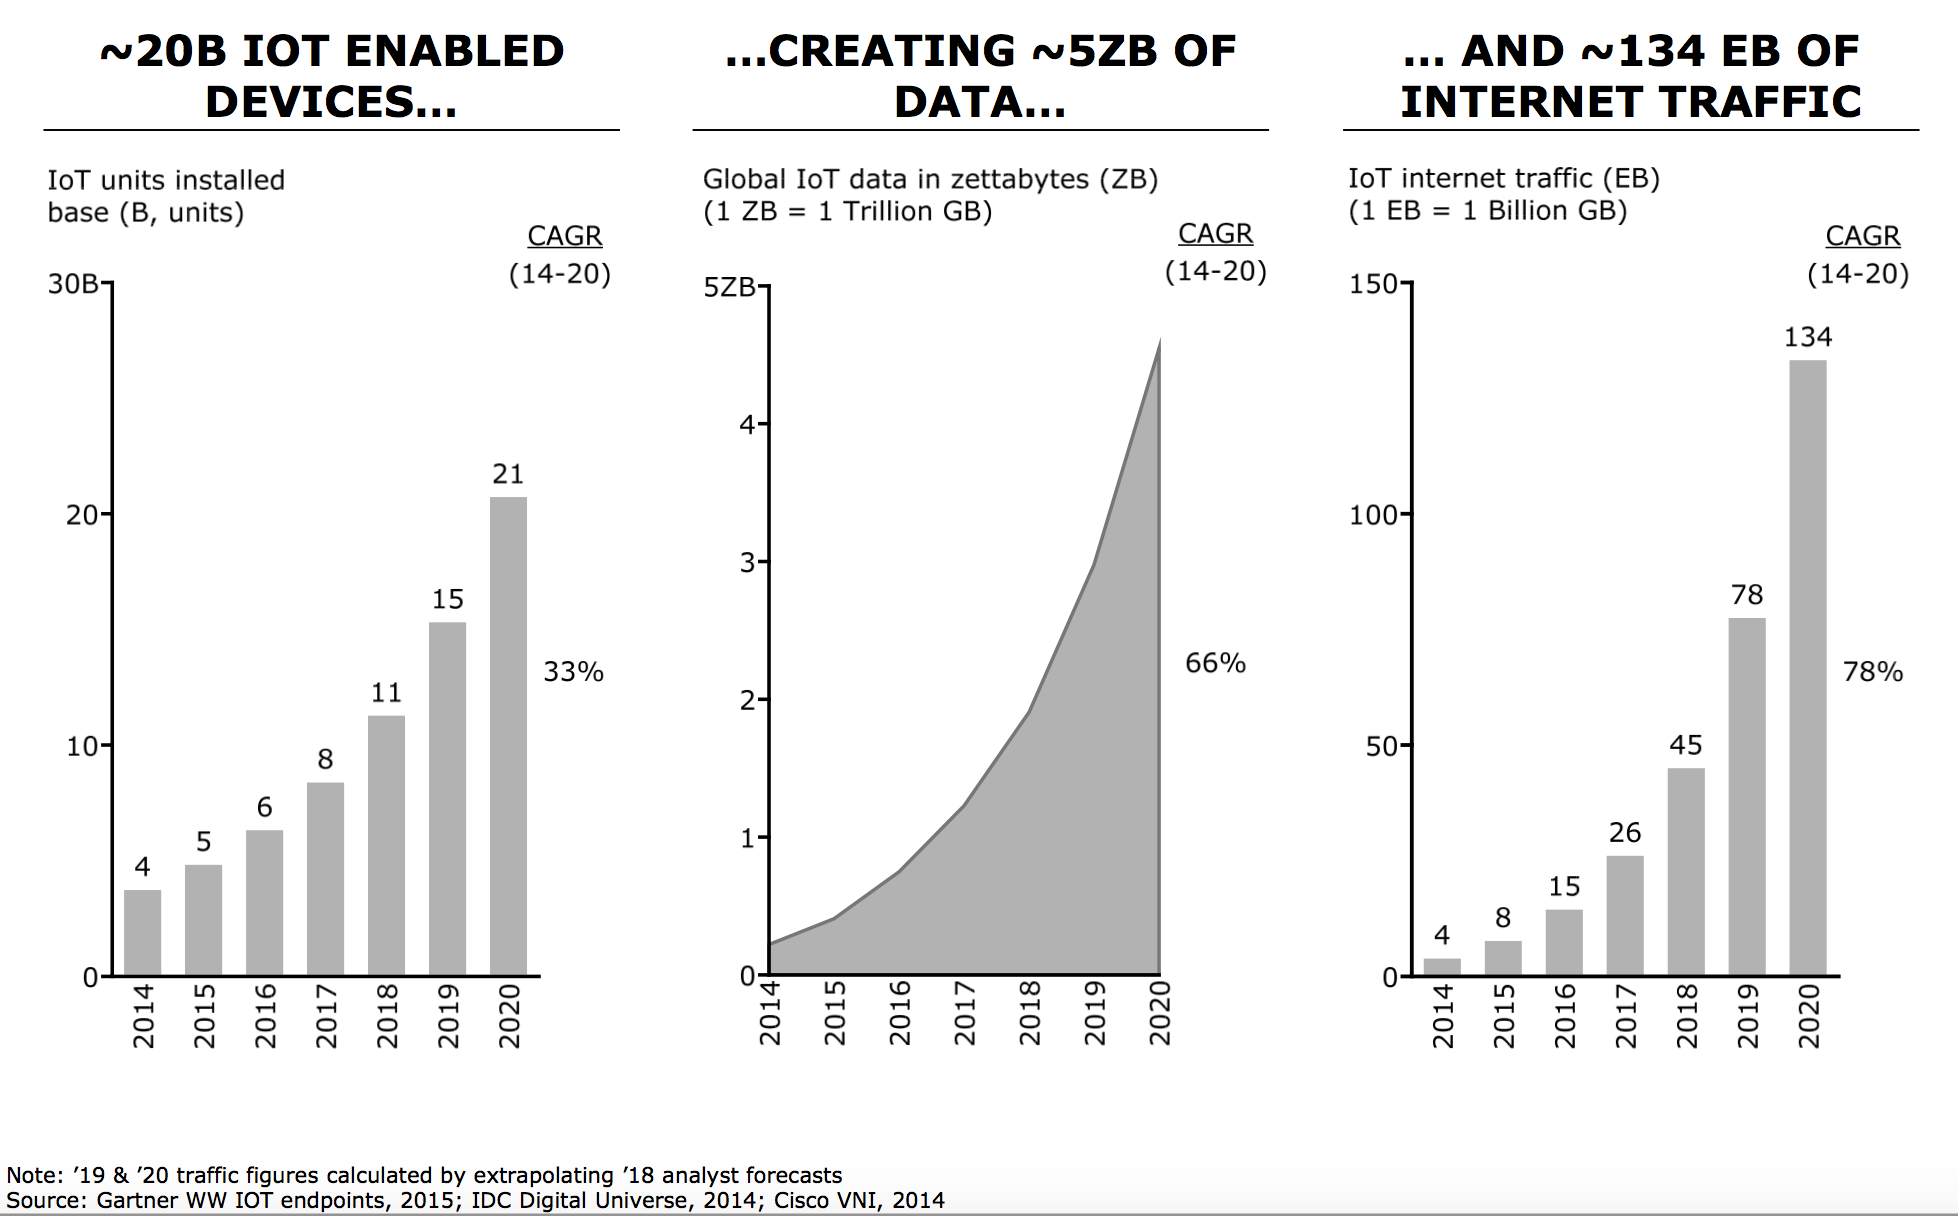 ~20B IOT ENABLED
DEVICES...
IoT units installed
base (B, units)
CAGR
(14-20)
30B
20
10
0
4
5
6
8
11
15
21
33%
2014
2015
2016
2017
2018
2019
2020
...CREATING ~5ZB OF
DATA...
Global IoT data in zettabytes (ZB)
(1 ZB = 1 Trillion GB)
CAGR
(14-20)
5ZB
4
3
2
1
0
66%
2014
2015
2016
2017
2018
2019
2020
... AND ~134 EB OF
INTERNET TRAFFIC
IoT internet traffic (EB)
(1 EB = 1 Billion GB)
CAGR
(14-20)
150
100
50
0
4
8
15
26
45
78
134
78%
2014
2015
2016
2017
2018
2019
2020
Note: ’19 & ’20 traffic figures calculated by extrapolating ’18 analyst forecasts
Source: Gartner WW IOT endpoints, 2015; IDC Digital Universe, 2014; Cisco VNI, 2014